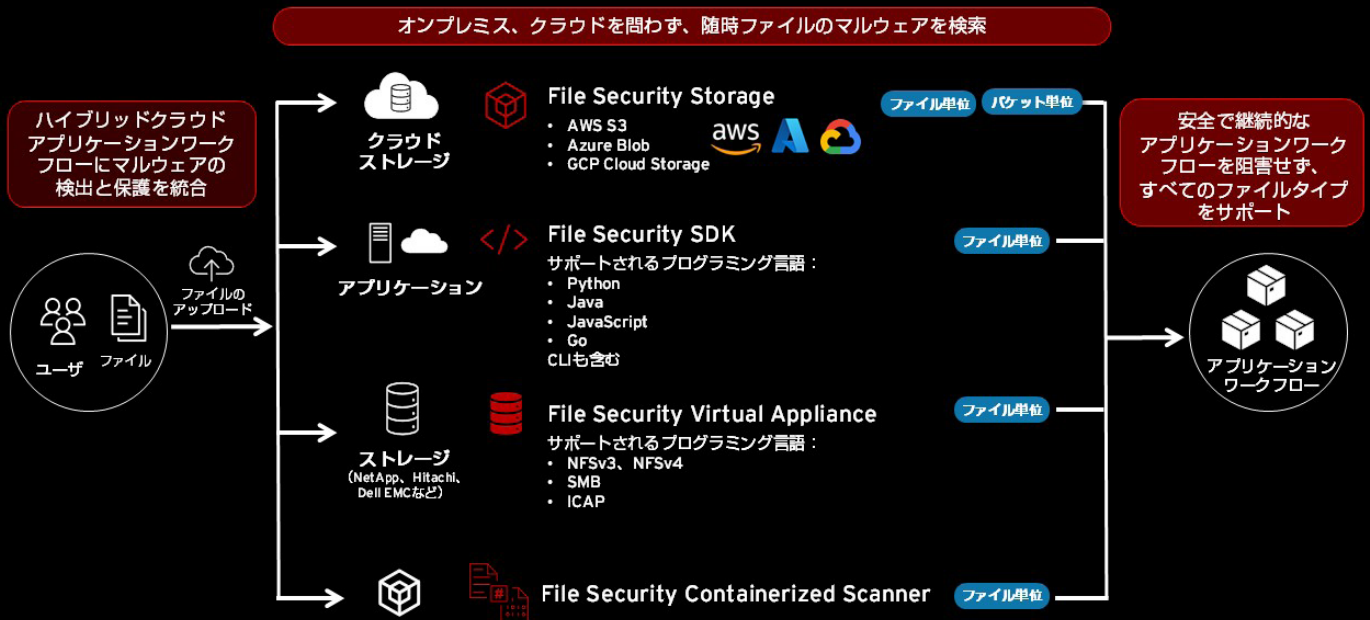 オンプレミス、クラウドを問わず、随時ファイルのマルウェアを検索
ハイブリッドクラウド
アプリケーションワーク
フローにマルウェアの
検出と保護を統合
ユーザ
ファイル
ファイルの
アップロード
クラウド
ストレージ
File Security Storage
• AWS S3
• Azure Blob
• GCP Cloud Storage
aws
ファイル単位
バケット単位
アプリケーション
File Security SDK
サポートされるプログラミング言語：
• Python
• Java
• JavaScript
• Go
CLIも含む
ファイル単位
ストレージ
（NetApp、Hitachi、
Dell EMCなど）
File Security Virtual Appliance
サポートされるプログラミング言語：
• NFSv3、NFSv4
• SMB
• ICAP
ファイル単位
#
File Security Containerized Scanner
ファイル単位
安全で継続的な
アプリケーションワーク
フローを阻害せず、
すべてのファイルタイプ
をサポート
アプリケーション
ワークフロー